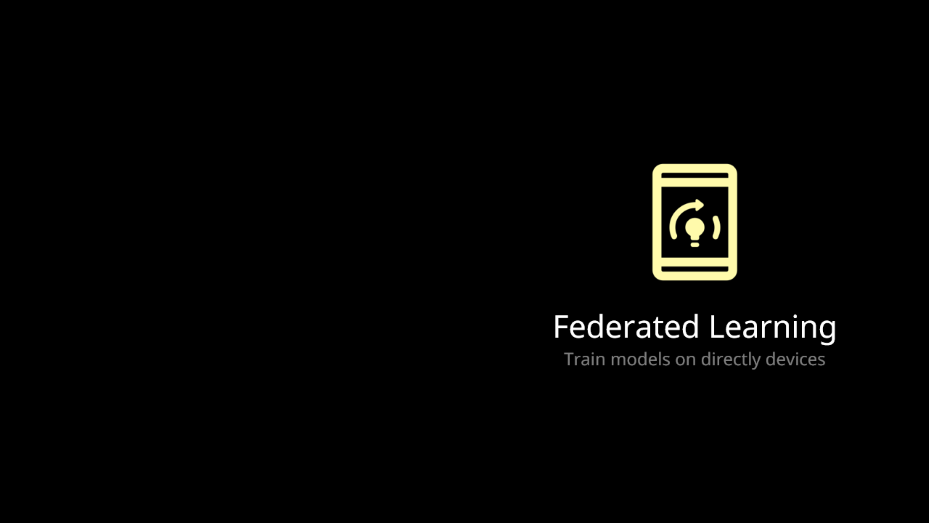 Federated Learning
Train models on directly devices